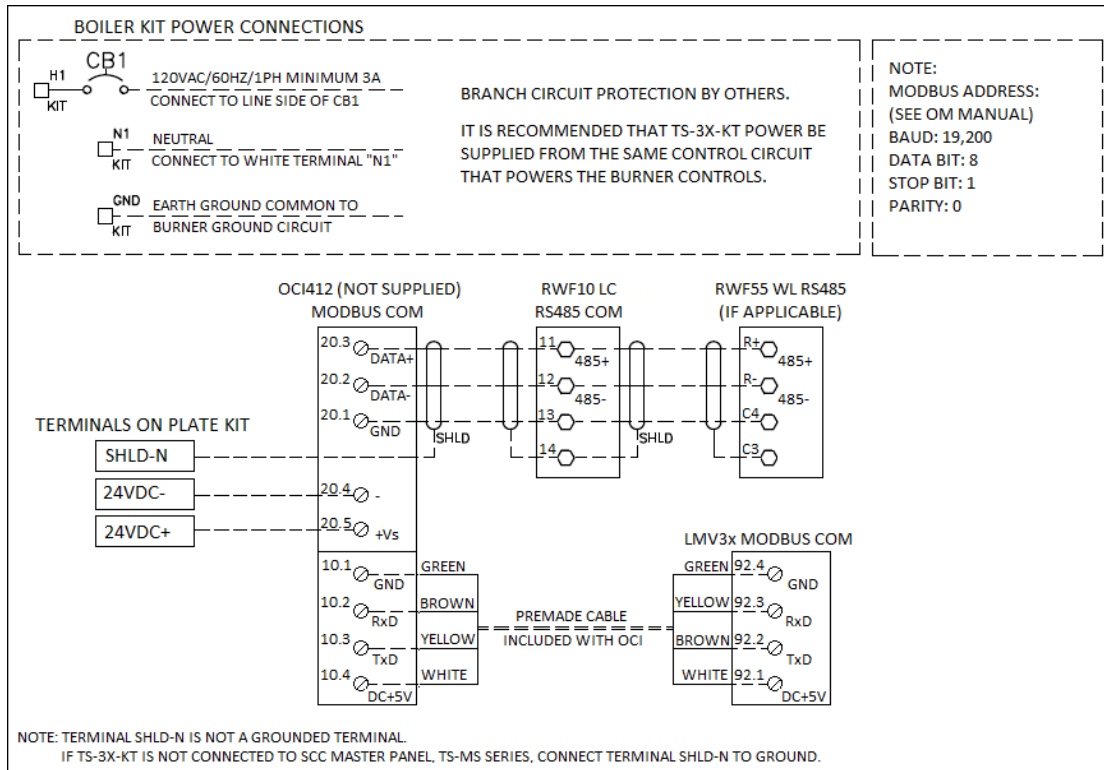 BOILER KIT POWER CONNECTIONS
CB1
H1
KIT
120VAC/60HZ/1PH MINIMUM 3A
CONNECT TO LINE SIDE OF CB1
N1
KIT
NEUTRAL
CONNECT TO WHITE TERMINAL "N1"
GND
KIT
EARTH GROUND COMMON TO
BURNER GROUND CIRCUIT
BRANCH CIRCUIT PROTECTION BY OTHERS.
IT IS RECOMMENDED THAT TS-3X-KT POWER BE
SUPPLIED FROM THE SAME CONTROL CIRCUIT
THAT POWERS THE BURNER CONTROLS.
NOTE:
MODBUS ADDRESS:
(SEE OM MANUAL)
BAUD: 19,200
DATA BIT: 8
STOP BIT: 1
PARITY: 0
OCI412 (NOT SUPPLIED)
MODBUS COM
20.3 DATA+
20.2 DATA-
20.1 GND
SHLD
20.4 -
20.5 +Vs
10.1 GND GREEN
10.2 RxD BROWN
10.3 TxD YELLOW
10.4 DC+5V WHITE
TERMINALS ON PLATE KIT
SHLD-N
24VDC-
24VDC+
RWF10 LC
RS485 COM
11 485+
12 485-
13
14
SHLD
RWF55 WL RS485
(IF APPLICABLE)
R+ 485+
R- 485-
C4
C3
PREMADE CABLE
INCLUDED WITH OCI
LMV3x MODBUS COM
GREEN 92.4 GND
YELLOW 92.3 RxD
BROWN 92.2 TxD
WHITE 92.1 DC+5V
NOTE: TERMINAL SHLD-N IS NOT A GROUNDED TERMINAL.
IF TS-3X-KT IS NOT CONNECTED TO SCC MASTER PANEL, TS-MS SERIES, CONNECT TERMINAL SHLD-N TO GROUND.